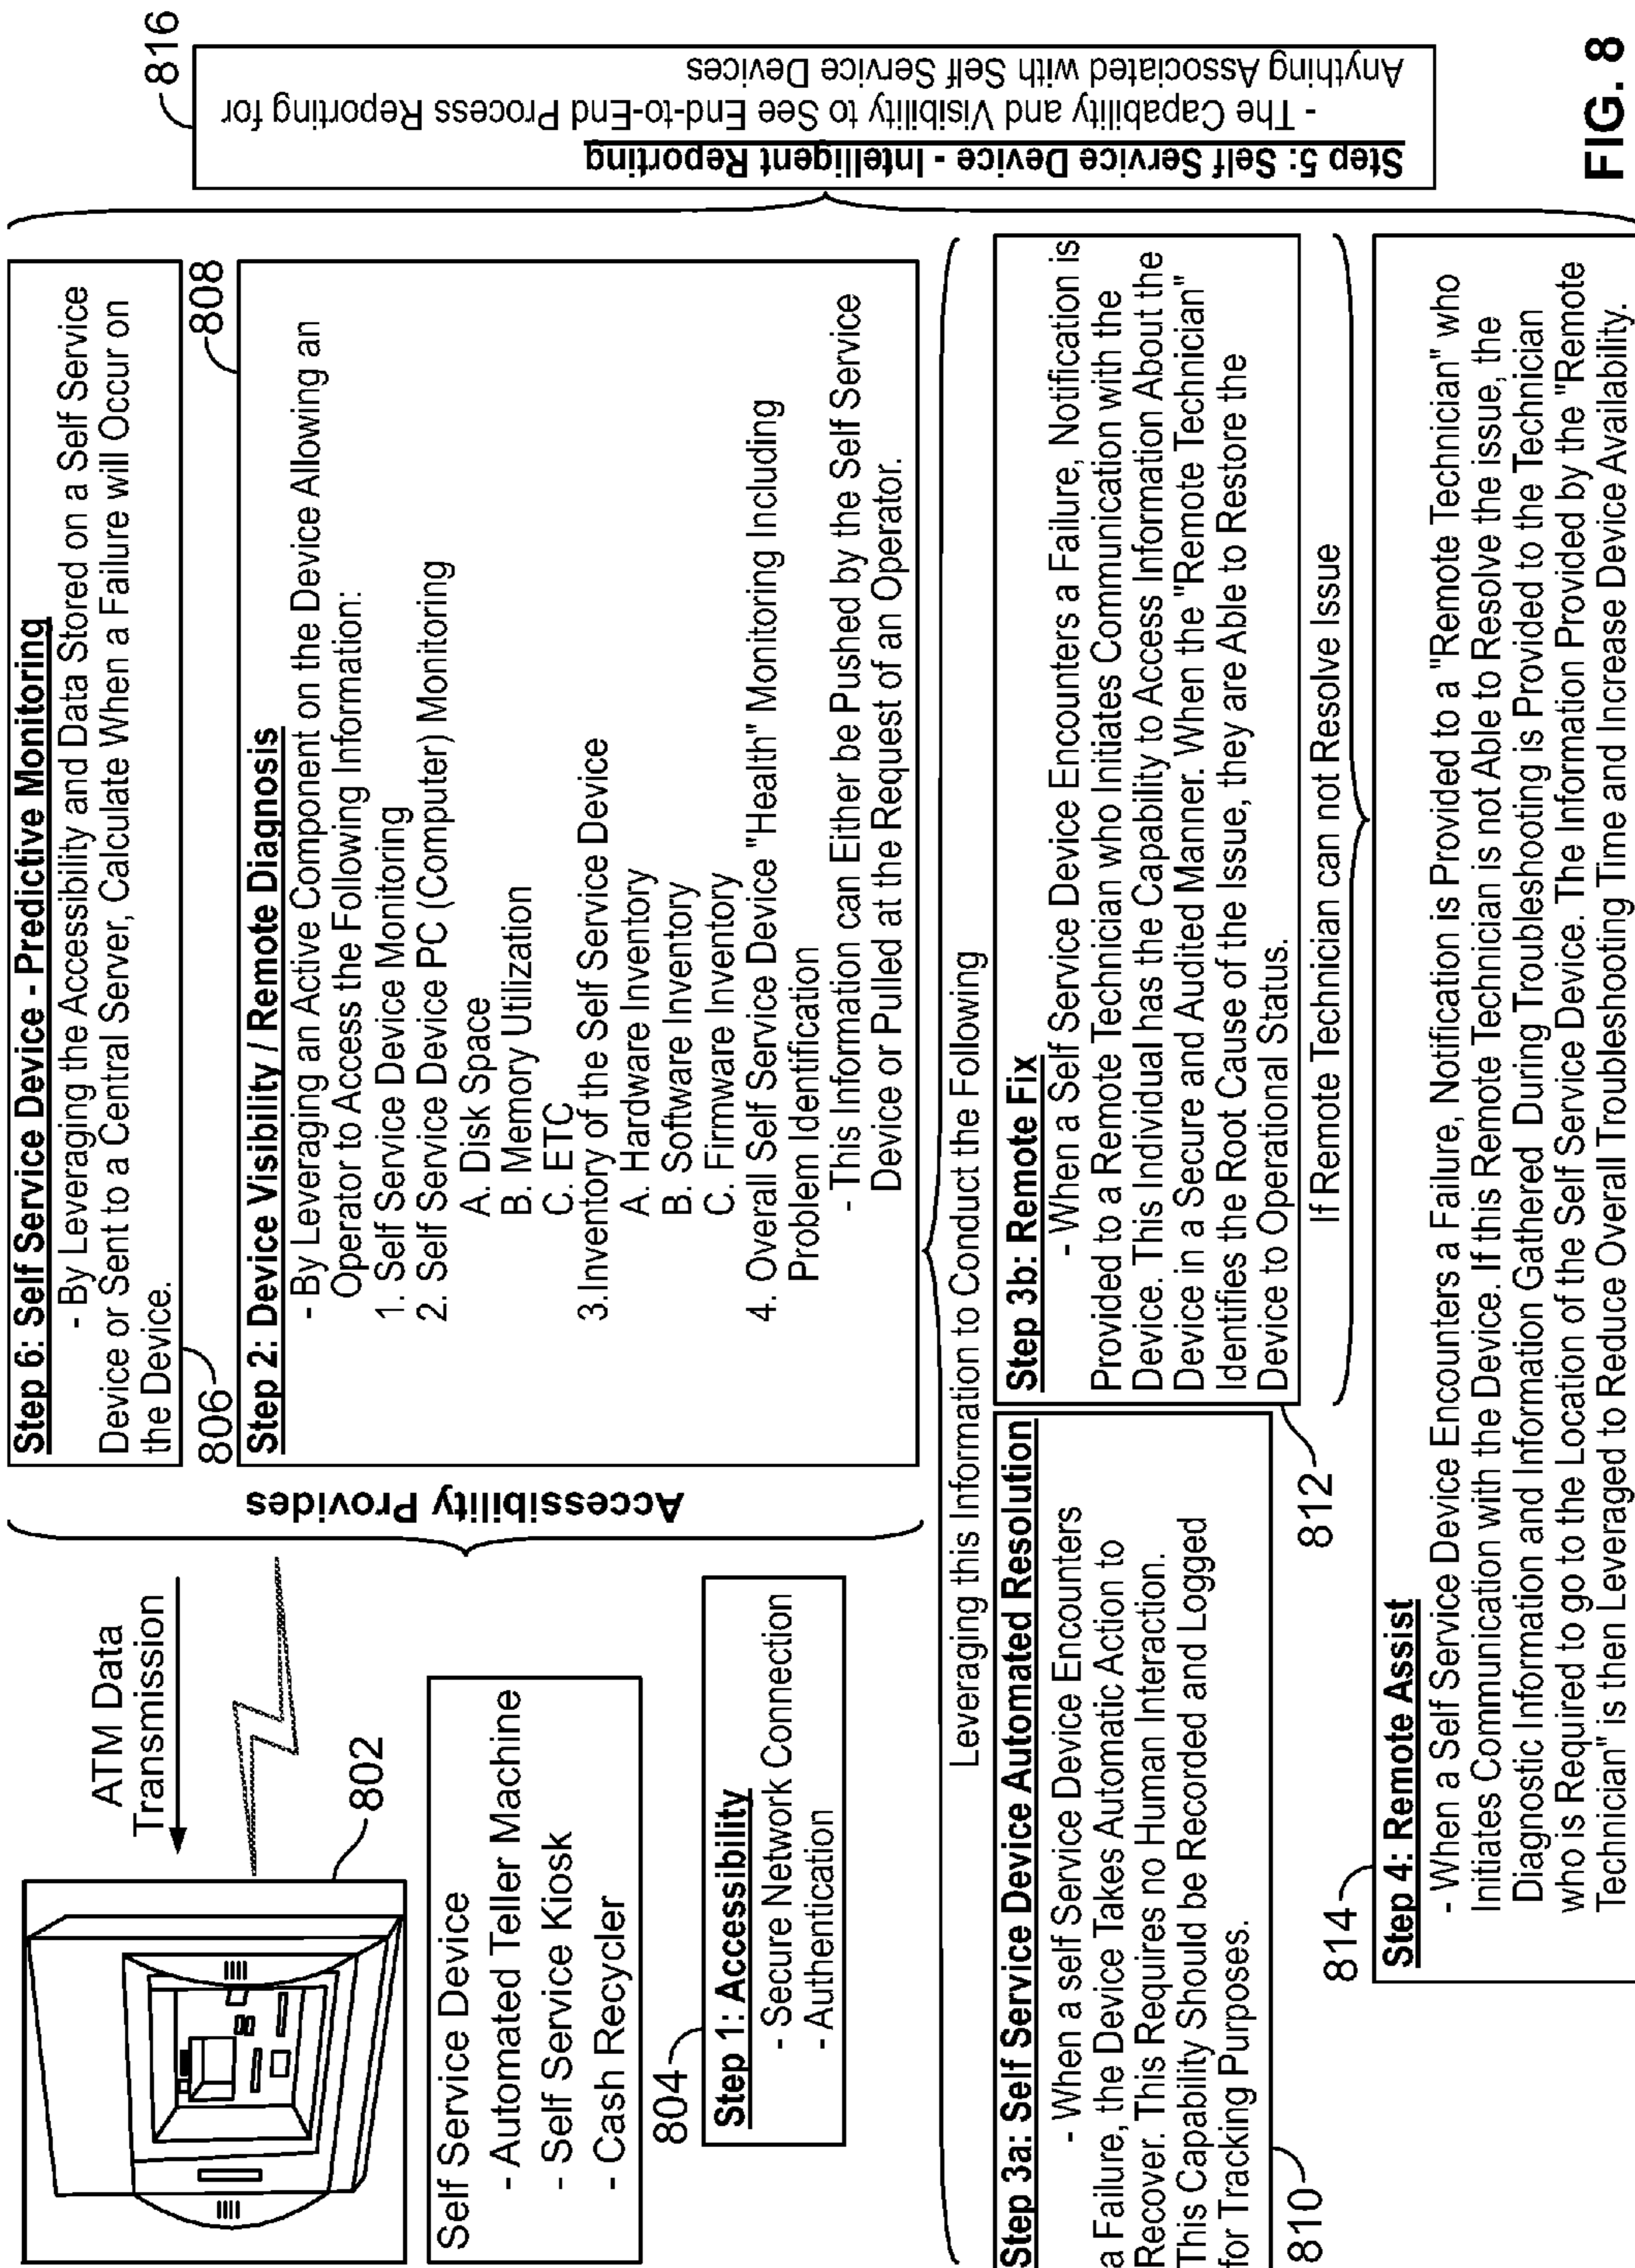 ATM Data
Transmission
802
Self Service Device
- Automated Teller Machine
- Self Service Kiosk
- Cash Recycler
804
Step 1: Accessibility
- Secure Network Connection
- Authentication
Accessibility Provides
Step 6: Self Service Device - Predictive Monitoring
- By Leveraging the Accessibility and Data Stored on a Self Service
Device or Sent to a Central Server, Calculate When a Failure will Occur on
the Device.
806
808
Step 2: Device Visibility / Remote Diagnosis
- By Leveraging an Active Component on the Device Allowing an
Operator to Access the Following Information:
1. Self Service Device Monitoring
2. Self Service Device PC (Computer) Monitoring
A. Disk Space
B. Memory Utilization
C. ETC
3.Inventory of the Self Service Device
A. Hardware Inventory
B. Software Inventory
C. Firmware Inventory
4. Overall Self Service Device "Health" Monitoring Including
Problem Identification
- This Information can Either be Pushed by the Self Service
Device or Pulled at the Request of an Operator.
Leveraging this Information to Conduct the Following
Step 3a: Self Service Device Automated Resolution
- When a self Service Device Encounters
a Failure, the Device Takes Automatic Action to
Recover. This Requires no Human Interaction.
This Capability Should be Recorded and Logged
for Tracking Purposes.
810
Step 3b: Remote Fix
- When a Self Service Device Encounters a Failure, Notification is
Provided to a Remote Technician who Initiates Communication with the
Device. This Individual has the Capability to Access Information About the
Device in a Secure and Audited Manner. When the "Remote Technician"
Identifies the Root Cause of the Issue, they are Able to Restore the
Device to Operational Status.
812
If Remote Technician can not Resolve Issue
814
Step 4: Remote Assist
- When a Self Service Device Encounters a Failure, Notification is Provided to a "Remote Technician" who
Initiates Communication with the Device. If this Remote Technician is not Able to Resolve the issue, the
Diagnostic Information and Information Gathered During Troubleshooting is Provided to the Technician
who is Required to go to the Location of the Self Service Device. The Information Provided by the "Remote
Technician" is then Leveraged to Reduce Overall Troubleshooting Time and Increase Device Availability.
816
Step 5: Self Service Device - Intelligent Reporting
- The Capability and Visibility to See End-to-End Process Reporting for
Anything Associated with Self Service Devices
FIG. 8